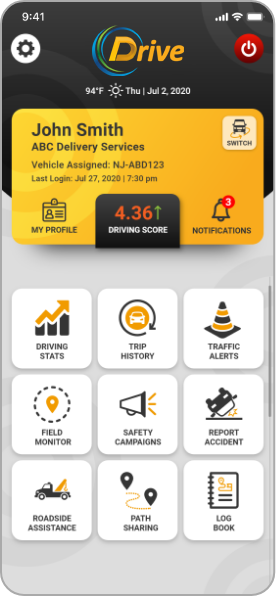 9:41
Drive
94°F Thu | Jul 2, 2020
John Smith
ABC Delivery Services
Vehicle Assigned: NJ-ABD123
Last Login: Jul 27, 2020 | 7:30 pm
SWITCH
MY PROFILE
4.36↑
DRIVING SCORE
3
NOTIFICATIONS
DRIVING
STATS
TRIP
HISTORY
TRAFFIC
ALERTS
FIELD
MONITOR
SAFETY
CAMPAIGNS
REPORT
ACCIDENT
ROADSIDE
ASSISTANCE
PATH
SHARING
LOG
BOOK